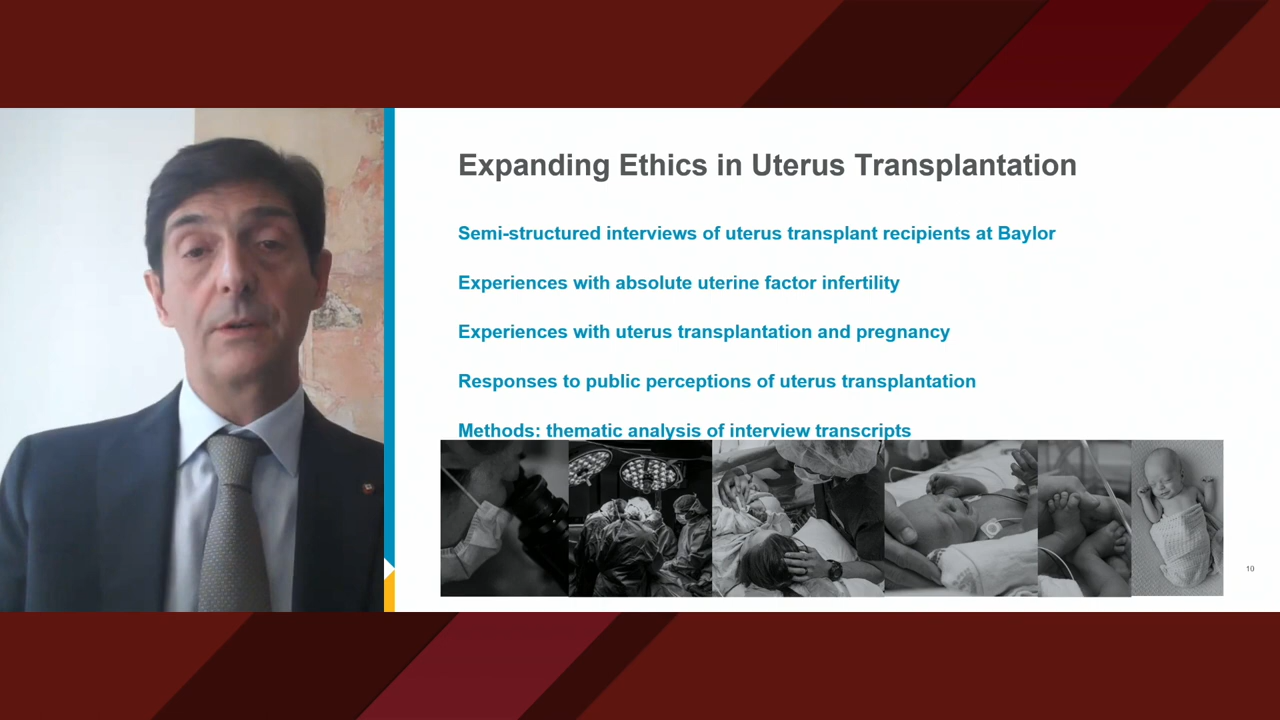 Expanding Ethics in Uterus Transplantation
Semi-structured interviews of uterus transplant recipients at Baylor
Experiences with absolute uterine factor infertility
Experiences with uterus transplantation and pregnancy
Responses to public perceptions of uterus transplantation
Methods: thematic analysis of interview transcripts
10